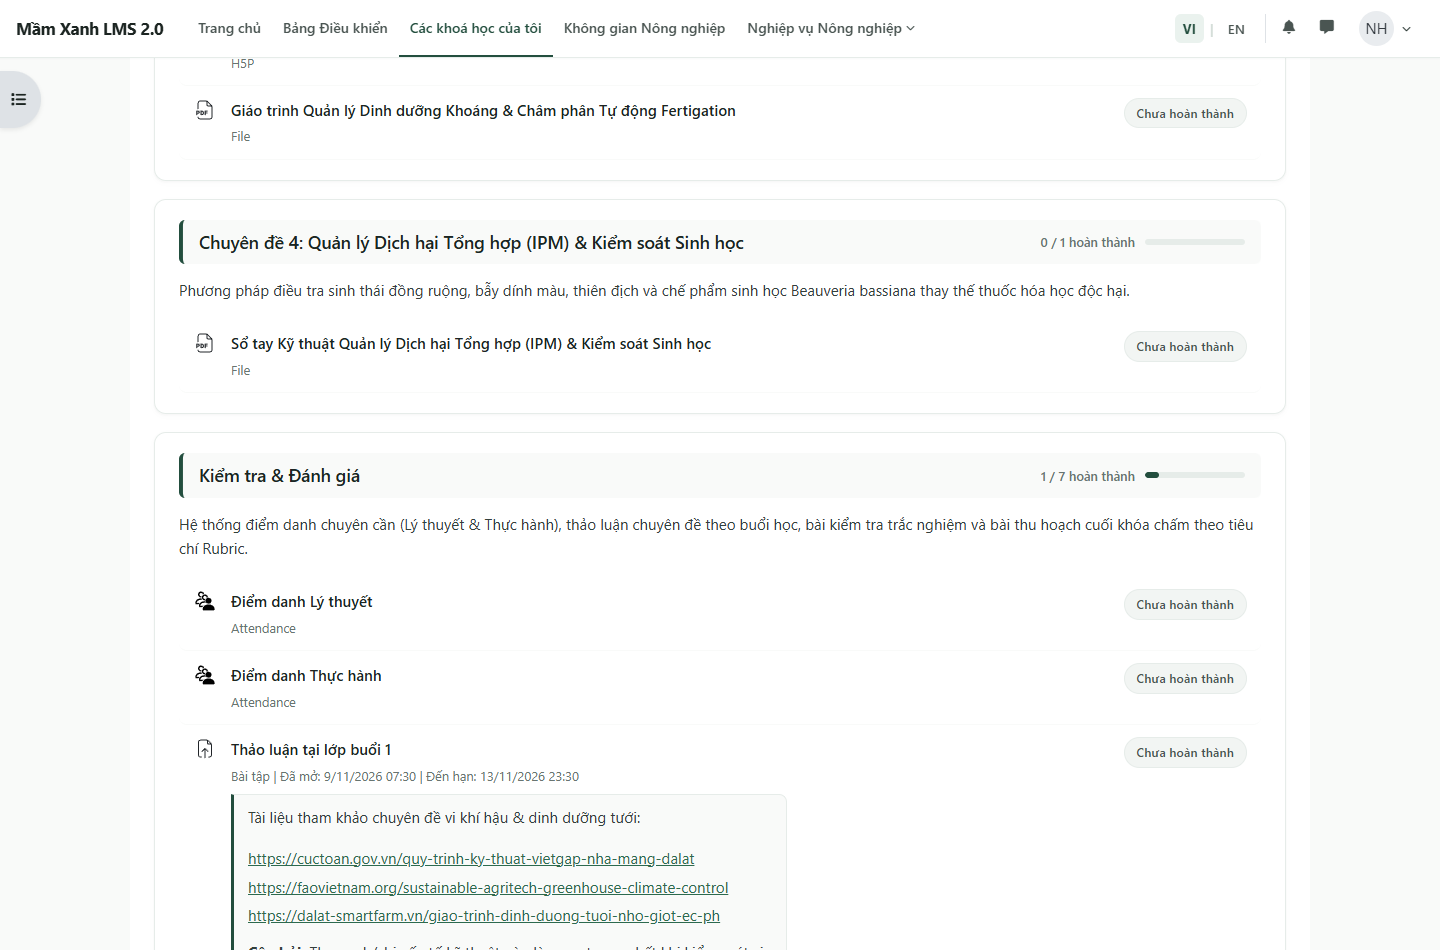 Mầm Xanh LMS 2.0
Trang chủ
Bảng Điều khiển
Các khoá học của tôi
Không gian Nông nghiệp
Nghiệp vụ Nông nghiệp
VI | EN
NH
H5P
PDF
Giáo trình Quản lý Dinh dưỡng Khoáng & Châm phân Tự động Fertigation
Chưa hoàn thành
File
Chuyên đề 4: Quản lý Dịch hại Tổng hợp (IPM) & Kiểm soát Sinh học
0 / 1 hoàn thành
Phương pháp điều tra sinh thái đồng ruộng, bẫy dính màu, thiên địch và chế phẩm sinh học Beauveria bassiana thay thế thuốc hóa học độc hại.
PDF
Sổ tay Kỹ thuật Quản lý Dịch hại Tổng hợp (IPM) & Kiểm soát Sinh học
Chưa hoàn thành
File
Kiểm tra & Đánh giá
1 / 7 hoàn thành
Hệ thống điểm danh chuyên cần (Lý thuyết & Thực hành), thảo luận chuyên đề theo buổi học, bài kiểm tra trắc nghiệm và bài thu hoạch cuối khóa chấm theo tiêu
chí Rubric.
Điểm danh Lý thuyết
Chưa hoàn thành
Attendance
Điểm danh Thực hành
Chưa hoàn thành
Attendance
Thảo luận tại lớp buổi 1
Chưa hoàn thành
Bài tập | Đã mở: 9/11/2026 07:30 | Đến hạn: 13/11/2026 23:30
Tài liệu tham khảo chuyên đề vi khí hậu & dinh dưỡng tưới:
https://cuctoan.gov.vn/quy-trinh-ky-thuat-vietgap-nha-mang-dalat
https://faovietnam.org/sustainable-agritech-greenhouse-climate-control
https://dalat-smartfarm.vn/giao-trinh-dinh-duong-tuoi-nho-giot-ec-ph